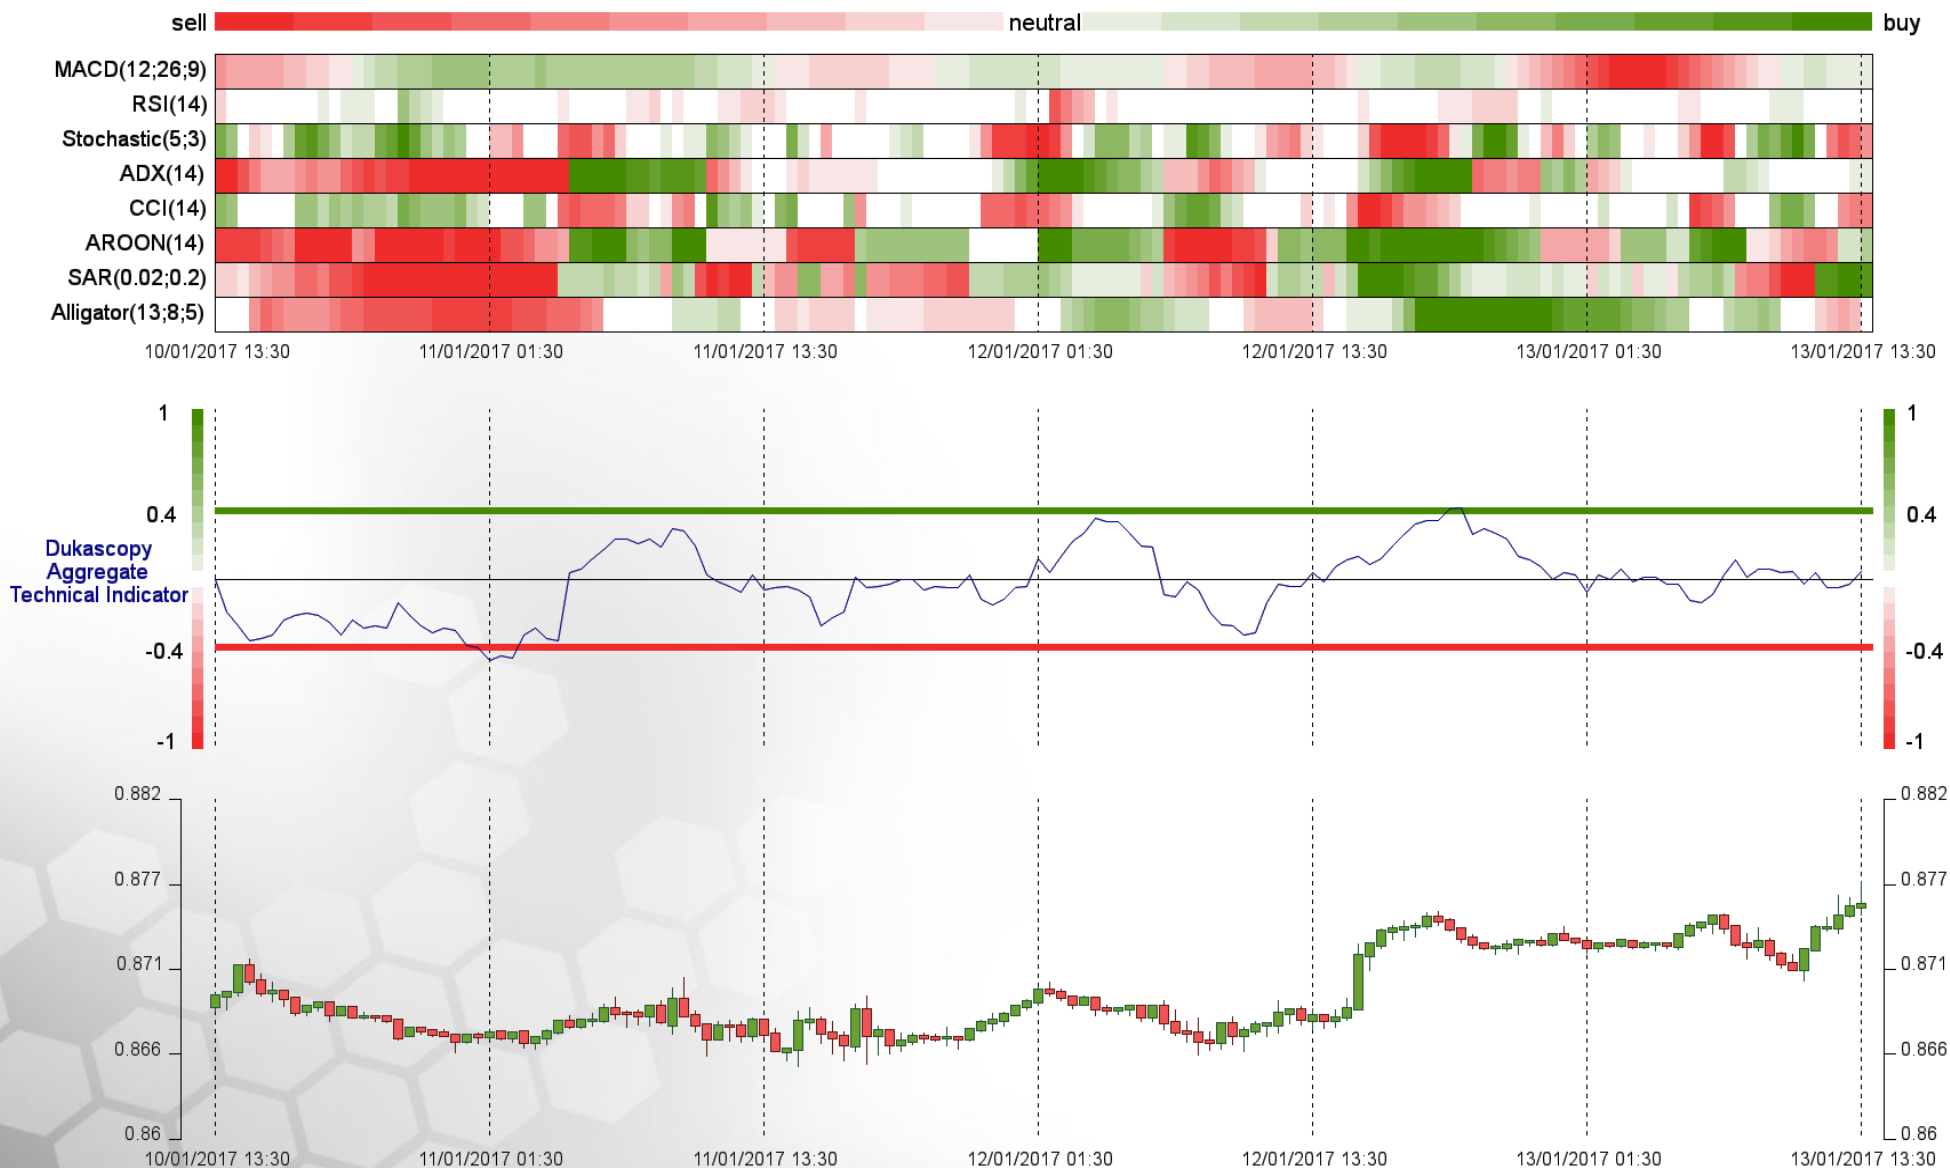 sell neutral buy
MACD(12;26;9)
RSI(14)
Stochastic(5;3)
ADX(14)
CCI(14)
AROON(14)
SAR(0.02;0.2)
Alligator(13;8;5)
10/01/2017 13:30 11/01/2017 01:30 11/01/2017 13:30 12/01/2017 01:30 12/01/2017 13:30 13/01/2017 01:30 13/01/2017 13:30
1 1
0.4 0.4
Dukascopy
Aggregate
Technical Indicator
-0.4 -0.4
-1 -1
0.882 0.882
0.877 0.877
0.871 0.871
0.866 0.866
0.86 0.86
10/01/2017 13:30 11/01/2017 01:30 11/01/2017 13:30 12/01/2017 01:30 12/01/2017 13:30 13/01/2017 01:30 13/01/2017 13:30